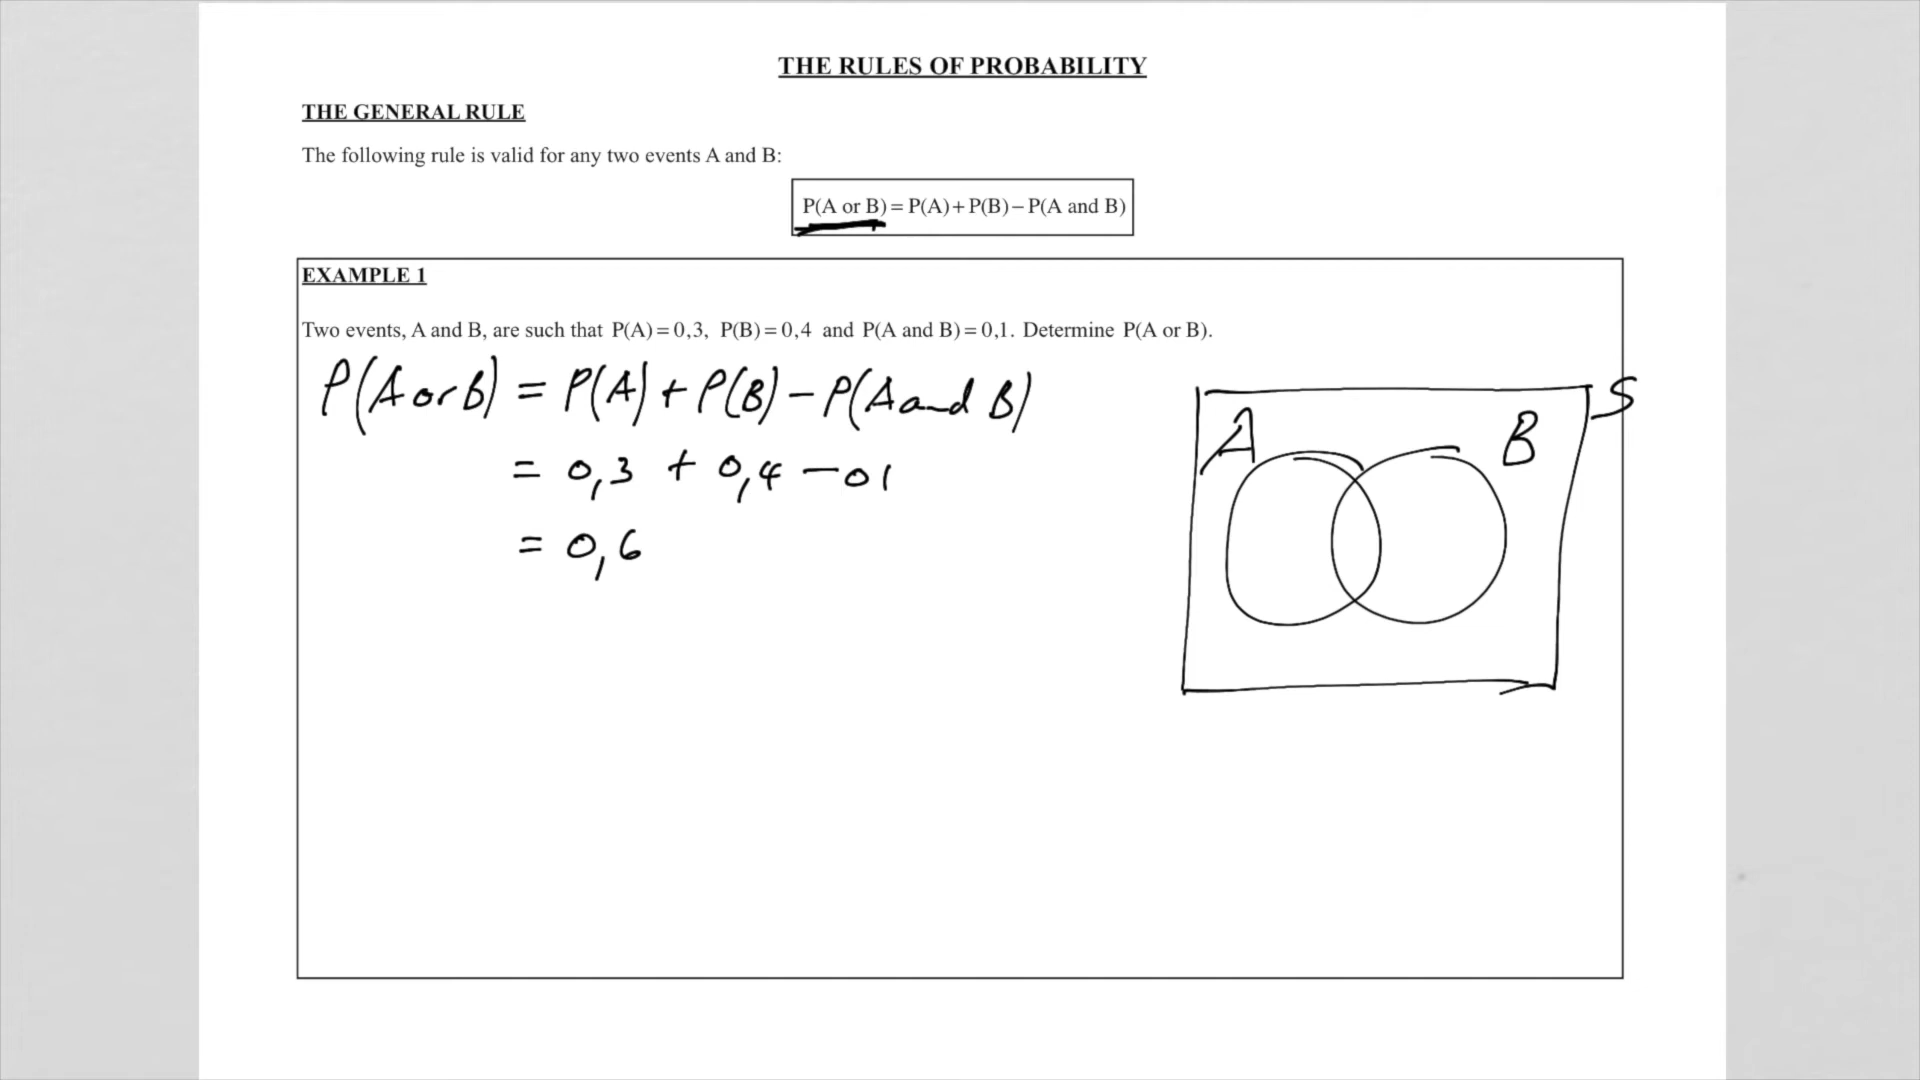 THE RULES OF PROBABILITY
THE GENERAL RULE
The following rule is valid for any two events A and B:
P(A or B) = P(A) + P(B) − P(A and B)
EXAMPLE 1
Two events, A and B, are such that P(A) = 0,3, P(B) = 0,4 and P(A and B) = 0,1. Determine P(A or B).
P(A or B) = P(A) + P(B) − P(A and B)
= 0,3 + 0,4 − 01
= 0,6
S
A
B